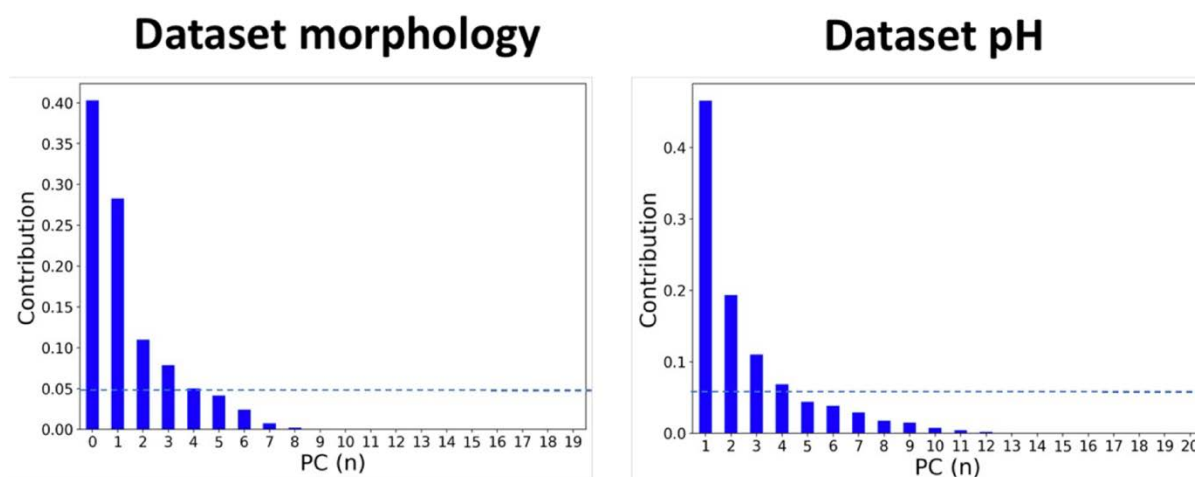 Dataset morphology
0.40
0.35
0.30
0.25
0.20
0.15
0.10
0.05
0.00
Contribution
0 1 2 3 4 5 6 7 8 9 10 11 12 13 14 15 16 17 18 19
PC (n)
Dataset pH
0.4
0.3
0.2
0.1
0.0
Contribution
1 2 3 4 5 6 7 8 9 10 11 12 13 14 15 16 17 18 19 20
PC (n)